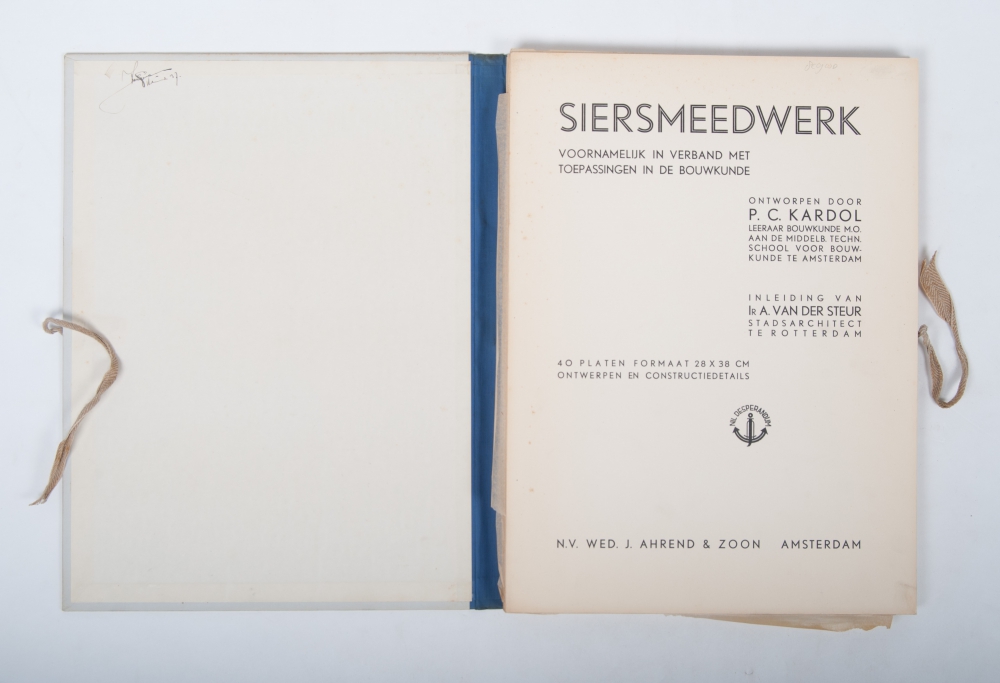 SIERSMEEDWERK
VOORNAMELIJK IN VERBAND MET
TOEPASSINGEN IN DE BOUWKUNDE
ONTWORPEN DOOR
P. C. KARDOL
LEERAAR BOUWKUNDE M.O.
AAN DE MIDDELB. TECHN.
SCHOOL VOOR BOUW-
KUNDE TE AMSTERDAM
INLEIDING VAN
IR A. VAN DER STEUR
STADSARCHITECT
TE ROTTERDAM
40 PLATEN FORMAAT 28 X 38 CM
ONTWERPEN EN CONSTRUCTIEDETAILS
NIL DESPERANDUM
N.V. WED. J. AHREND & ZOON AMSTERDAM